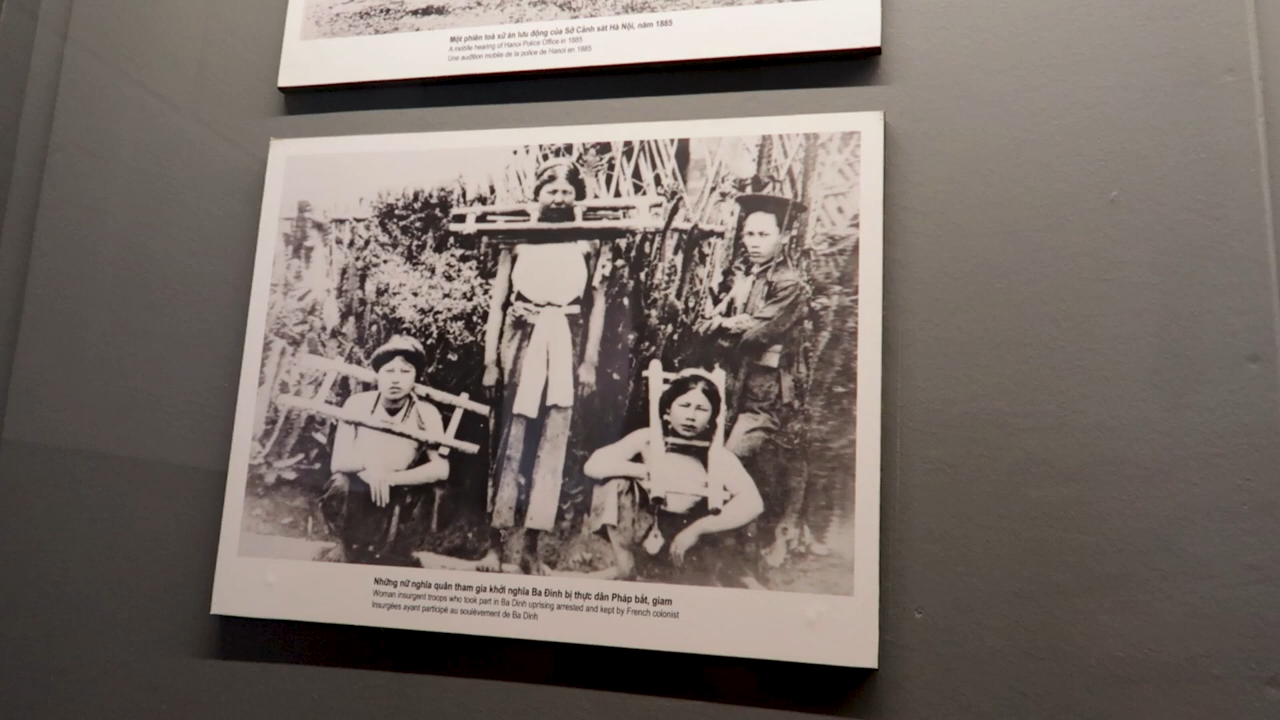 Một phiên toà xử án lưu động của Sở Cảnh sát Hà Nội, năm 1885
A mobile hearing of Hanoi Police Office in 1885
Une audition mobile de la police de Hanoi en 1885
Những nữ nghĩa quân tham gia khởi nghĩa Ba Đình bị thực dân Pháp bắt, giam
Woman insurgent troops who took part in Ba Dinh uprising arrested and kept by French colonist
Insurgées ayant participé au soulèvement de Ba Dinh